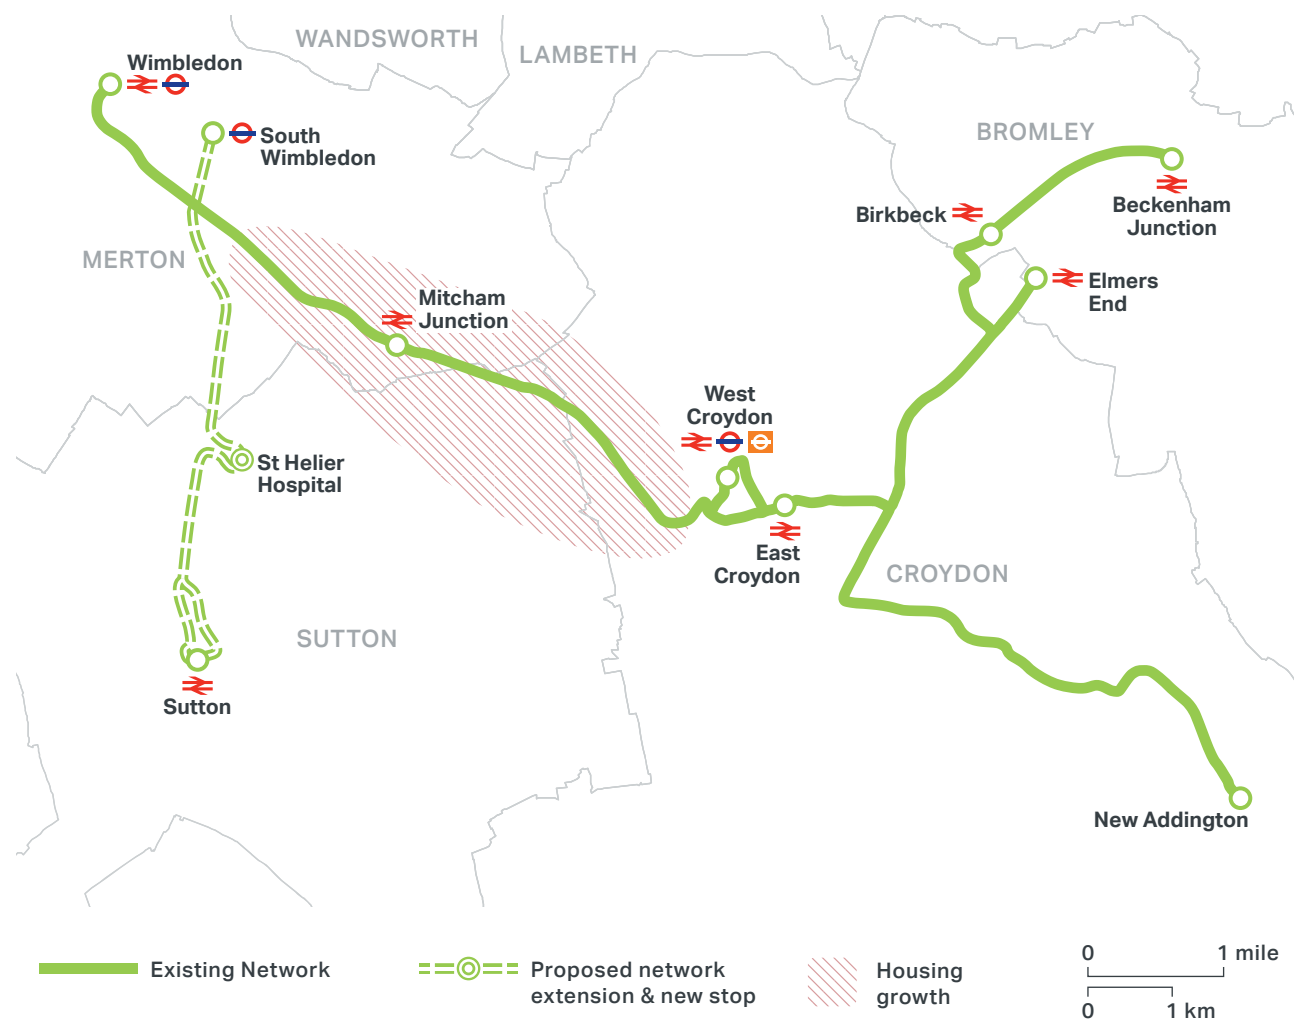 WANDSWORTH
LAMBETH
Wimbledon
South
Wimbledon
BROMLEY
Beckenham
Junction
Birkbeck
MERTON
Elmers
End
Mitcham
Junction
West
Croydon
St Helier
Hospital
East
Croydon
CROYDON
SUTTON
Sutton
New Addington
Existing Network
Proposed network
extension & new stop
Housing
growth
0 1 mile
0 1 km